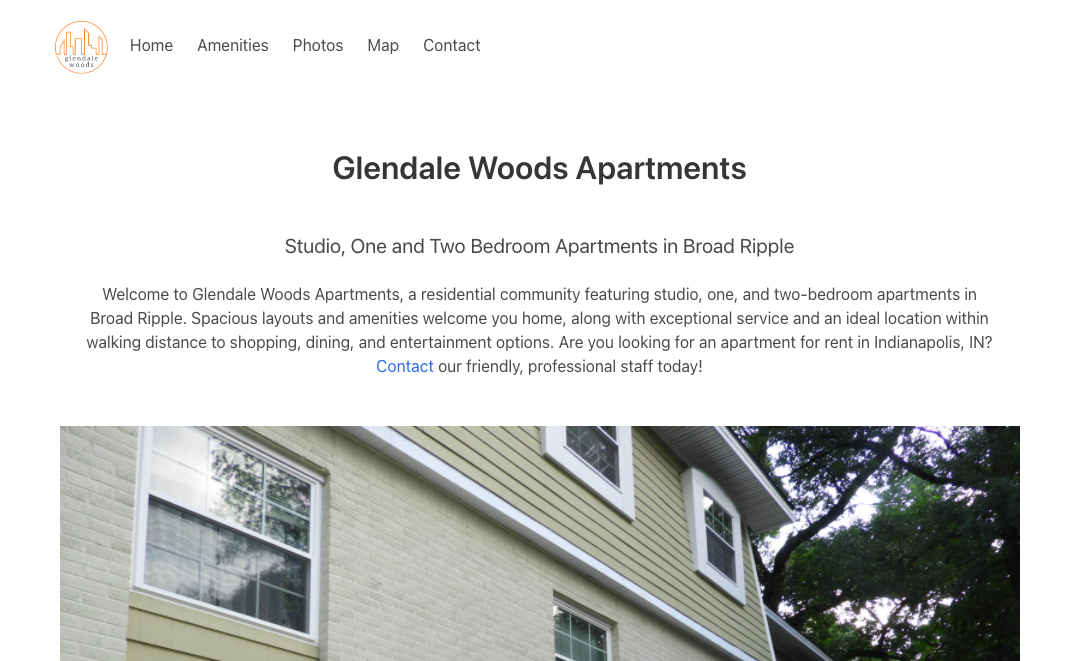 glendale
woods
Home Amenities Photos Map Contact
Glendale Woods Apartments
Studio, One and Two Bedroom Apartments in Broad Ripple
Welcome to Glendale Woods Apartments, a residential community featuring studio, one, and two-bedroom apartments in
Broad Ripple. Spacious layouts and amenities welcome you home, along with exceptional service and an ideal location within
walking distance to shopping, dining, and entertainment options. Are you looking for an apartment for rent in Indianapolis, IN?
Contact our friendly, professional staff today!